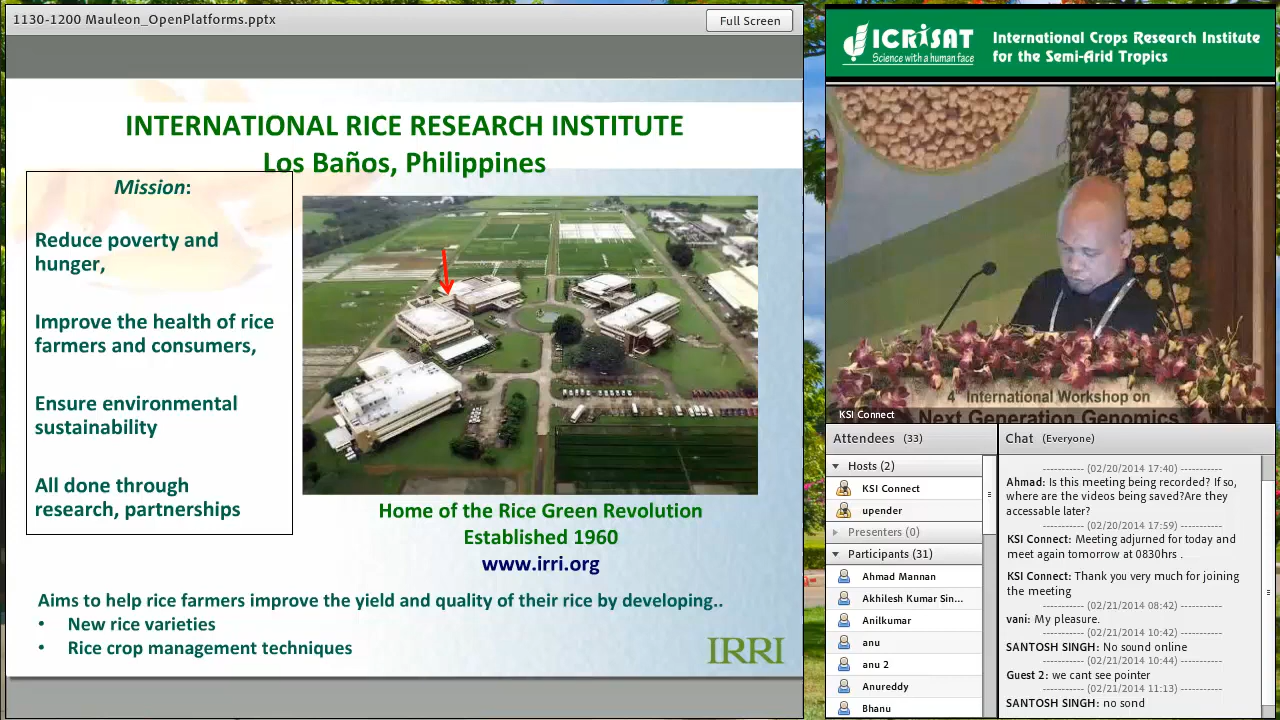 1130-1200 Mauleon_OpenPlatforms.pptx
Full Screen
INTERNATIONAL RICE RESEARCH INSTITUTE
Los Baños, Philippines
Mission:
Reduce poverty and
hunger,
Improve the health of rice
farmers and consumers,
Ensure environmental
sustainability
All done through
research, partnerships
Home of the Rice Green Revolution
Established 1960
www.irri.org
Aims to help rice farmers improve the yield and quality of their rice by developing..
• New rice varieties
• Rice crop management techniques
IRRI
ICRISAT
Science with a human face
International Crops Research Institute
for the Semi-Arid Tropics
4th International Workshop on
Next Generation Genomics
KSI Connect
Attendees (33)
Hosts (2)
KSI Connect
upender
Presenters (0)
Participants (31)
Ahmad Mannan
Akhilesh Kumar Sin...
Anilkumar
anu
anu 2
Anureddy
Bhanu
Chat (Everyone)
----------- (02/20/2014 17:40) -----------
Ahmad: Is this meeting being recorded? If so,
where are the videos being saved?Are they
accessable later?
----------- (02/20/2014 17:59) -----------
KSI Connect: Meeting adjurned for today and
meet again tomorrow at 0830hrs .
KSI Connect: Thank you very much for joining
the meeting
----------- (02/21/2014 08:42) -----------
vani: My pleasure.
----------- (02/21/2014 10:42) -----------
SANTOSH SINGH: No sound online
----------- (02/21/2014 10:44) -----------
Guest 2: we cant see pointer
----------- (02/21/2014 11:13) -----------
SANTOSH SINGH: no sond